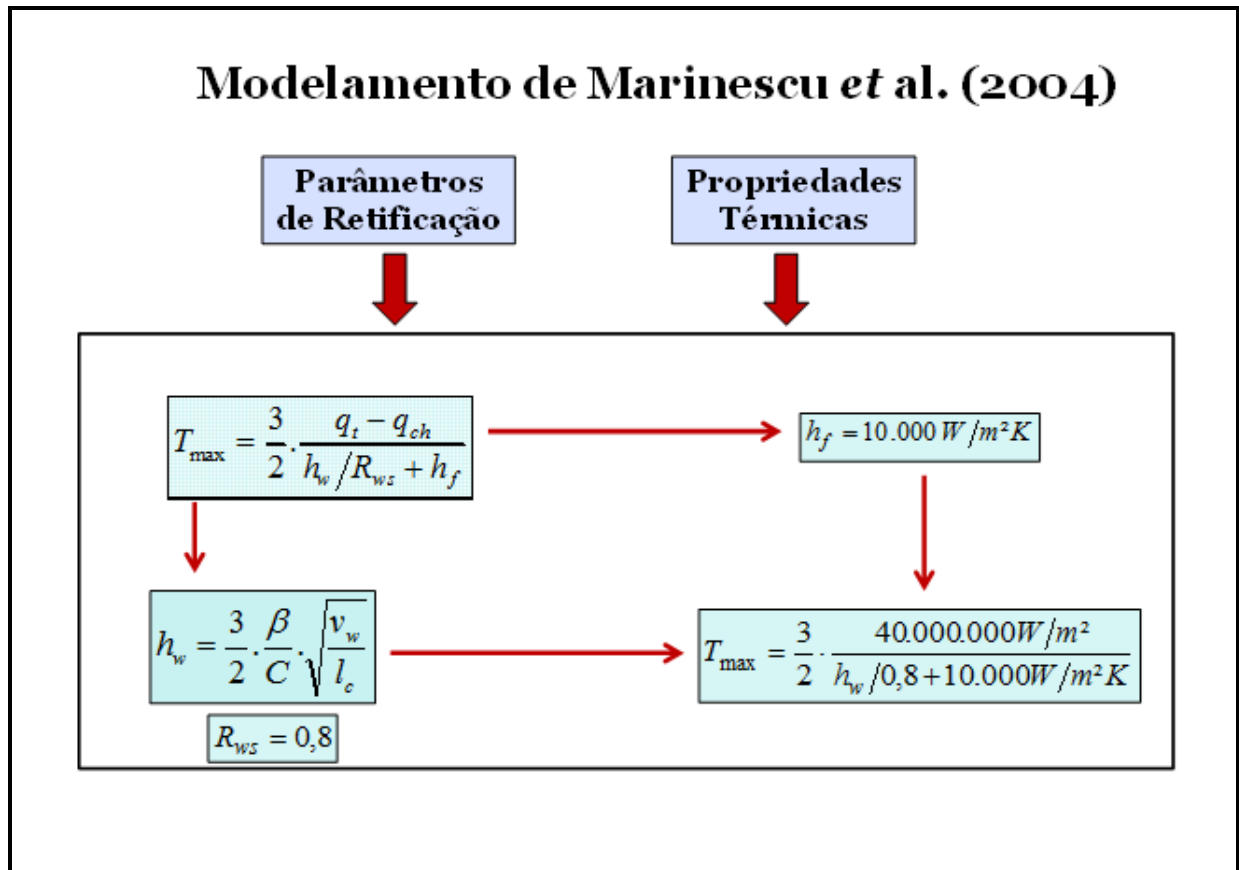 Modelamento de Marinescu et al. (2004)
Parâmetros
de Retificação
Propriedades
Térmicas
T_max = 3/2 . (q_t − q_ch) / (h_w/R_ws + h_f)
h_f = 10.000 W/m²K
h_w = 3/2 . β/C . √(v_w/l_c)
R_ws = 0,8
T_max = 3/2 . 40.000.000W/m² / (h_w/0,8+10.000W/m²K)